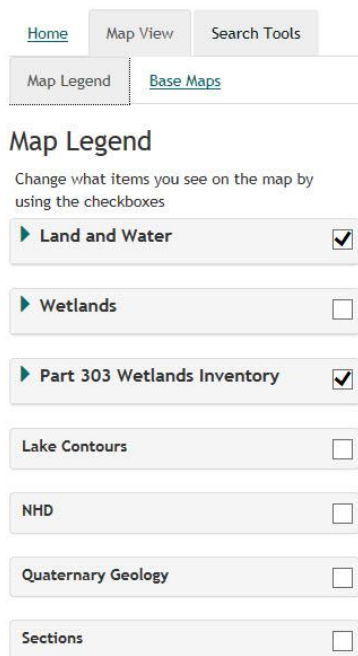 Home Map View Search Tools
Map Legend Base Maps
Map Legend
Change what items you see on the map by
using the checkboxes
Land and Water
Wetlands
Part 303 Wetlands Inventory
Lake Contours
NHD
Quaternary Geology
Sections